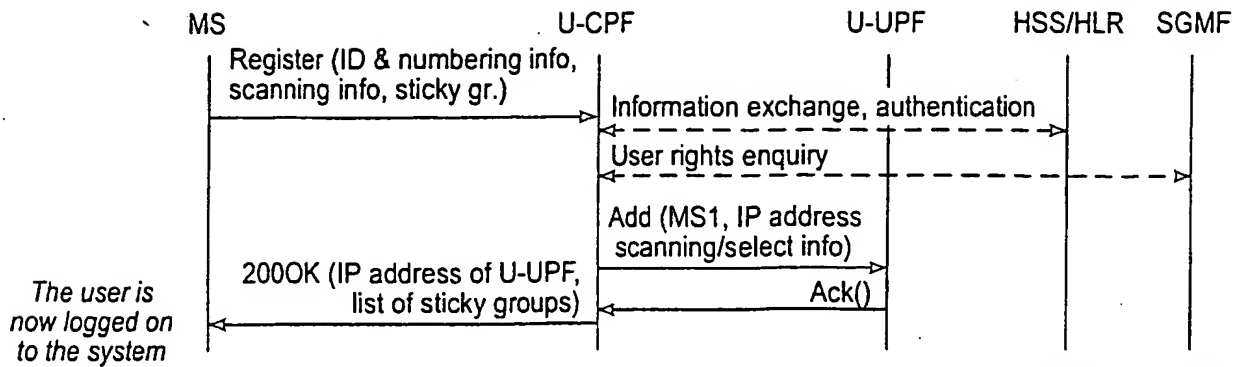 MS U-CPF U-UPF HSS/HLR SGMF
Register (ID & numbering info,
scanning info, sticky gr.)
Information exchange, authentication
User rights enquiry
Add (MS1, IP address
scanning/select info)
200OK (IP address of U-UPF,
list of sticky groups)
Ack()
The user is
now logged on
to the system